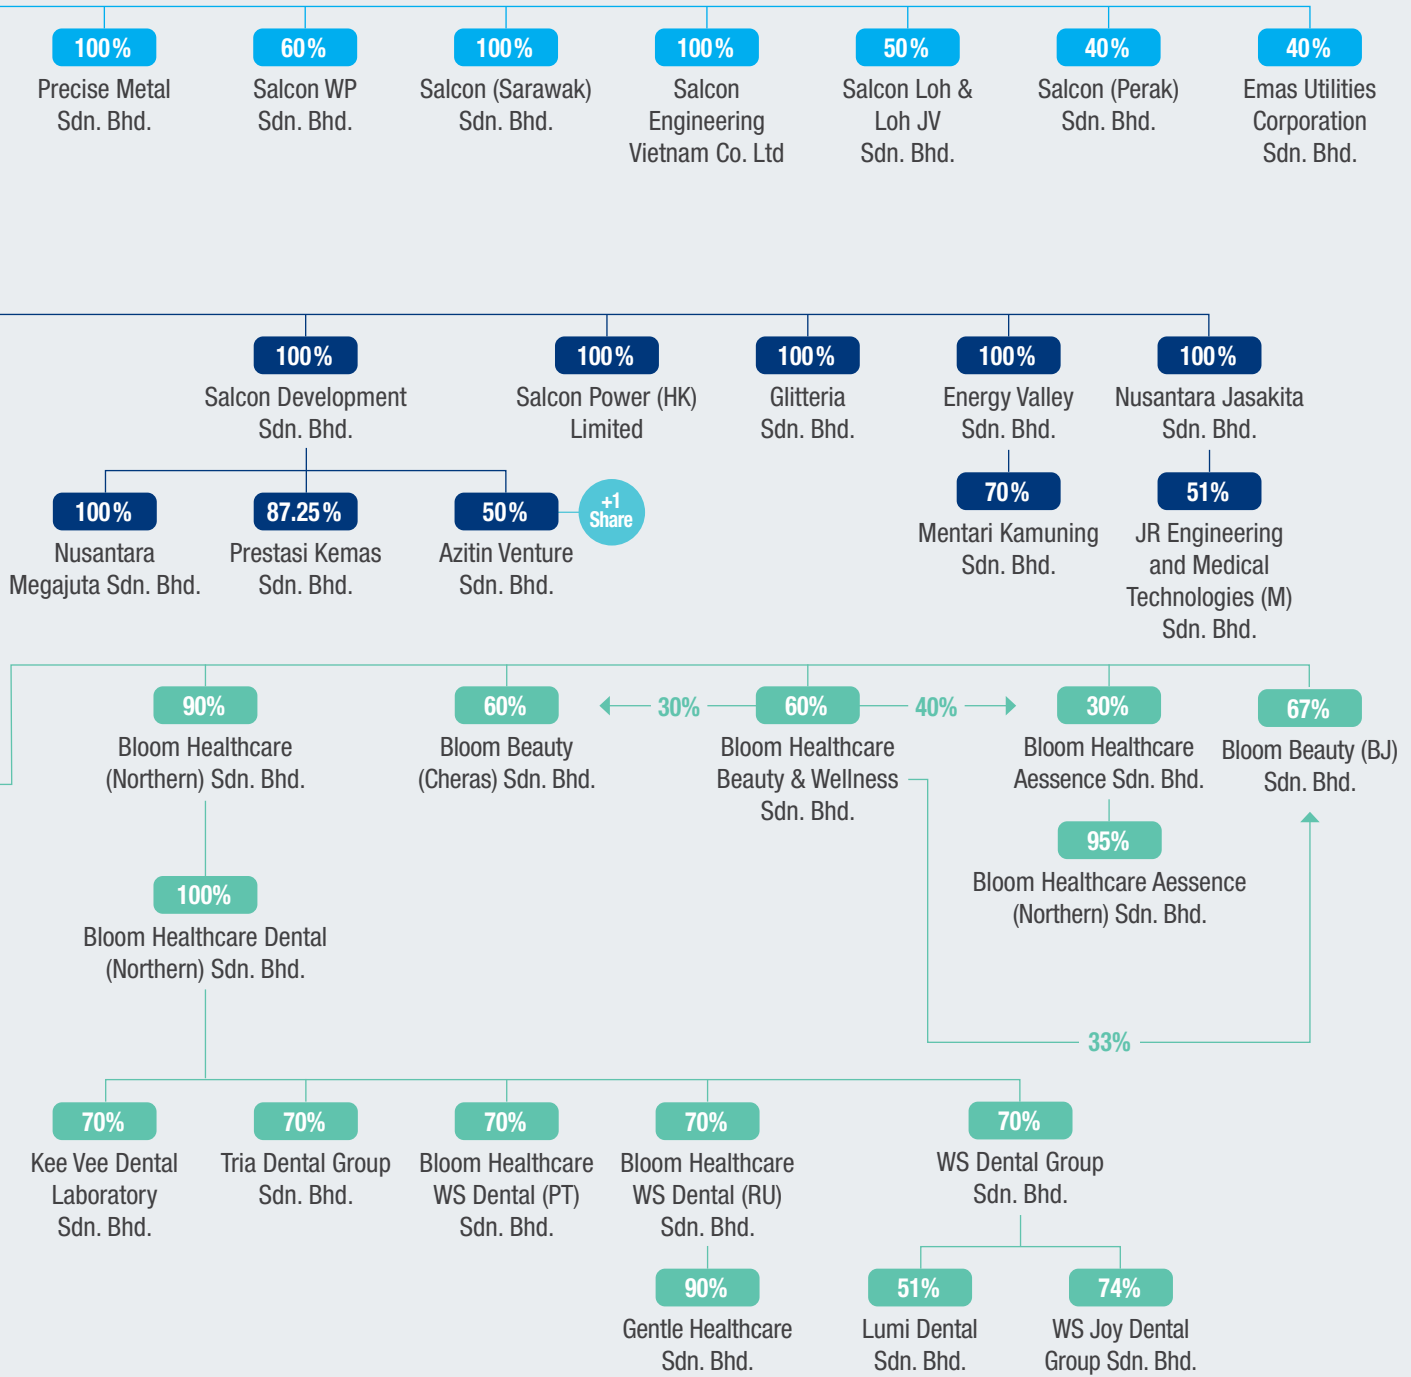 100%
Precise Metal
Sdn. Bhd.
60%
Salcon WP
Sdn. Bhd.
100%
Salcon (Sarawak)
Sdn. Bhd.
100%
Salcon
Engineering
Vietnam Co. Ltd
50%
Salcon Loh &
Loh JV
Sdn. Bhd.
40%
Salcon (Perak)
Sdn. Bhd.
40%
Emas Utilities
Corporation
Sdn. Bhd.
100%
Salcon Development
Sdn. Bhd.
100%
Salcon Power (HK)
Limited
100%
Glitteria
Sdn. Bhd.
100%
Energy Valley
Sdn. Bhd.
100%
Nusantara Jasakita
Sdn. Bhd.
100%
Nusantara
Megajuta Sdn. Bhd.
87.25%
Prestasi Kemas
Sdn. Bhd.
50%
Azitin Venture
Sdn. Bhd.
+1
Share
70%
Mentari Kamuning
Sdn. Bhd.
51%
JR Engineering
and Medical
Technologies (M)
Sdn. Bhd.
90%
Bloom Healthcare
(Northern) Sdn. Bhd.
60%
Bloom Beauty
(Cheras) Sdn. Bhd.
30%
60%
Bloom Healthcare
Beauty & Wellness
Sdn. Bhd.
40%
30%
Bloom Healthcare
Aessence Sdn. Bhd.
67%
Bloom Beauty (BJ)
Sdn. Bhd.
95%
Bloom Healthcare Aessence
(Northern) Sdn. Bhd.
100%
Bloom Healthcare Dental
(Northern) Sdn. Bhd.
33%
70%
Kee Vee Dental
Laboratory
Sdn. Bhd.
70%
Tria Dental Group
Sdn. Bhd.
70%
Bloom Healthcare
WS Dental (PT)
Sdn. Bhd.
70%
Bloom Healthcare
WS Dental (RU)
Sdn. Bhd.
70%
WS Dental Group
Sdn. Bhd.
90%
Gentle Healthcare
Sdn. Bhd.
51%
Lumi Dental
Sdn. Bhd.
74%
WS Joy Dental
Group Sdn. Bhd.